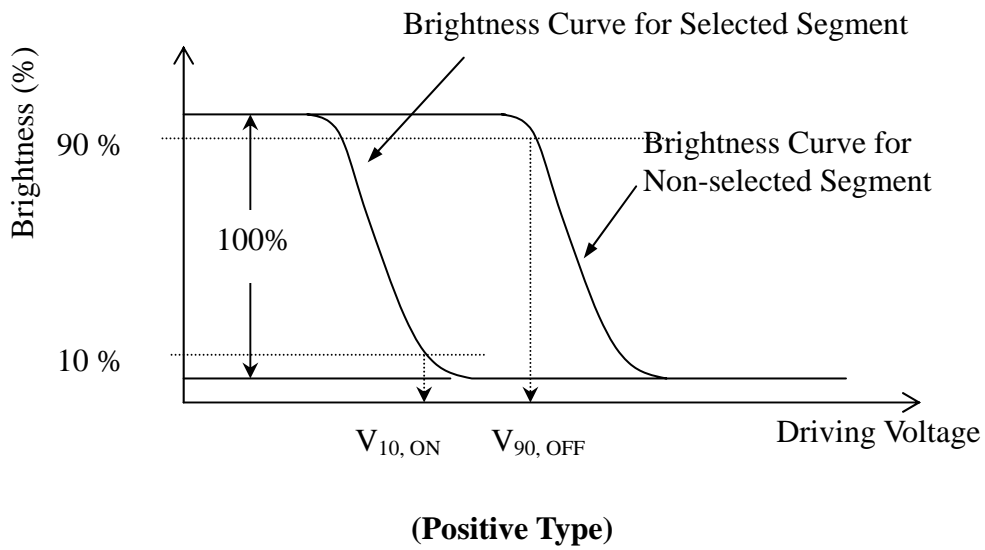 Brightness Curve for Selected Segment
Brightness (%)
90 %
Brightness Curve for
Non-selected Segment
100%
10 %
V10, ON
V90, OFF
Driving Voltage
(Positive Type)